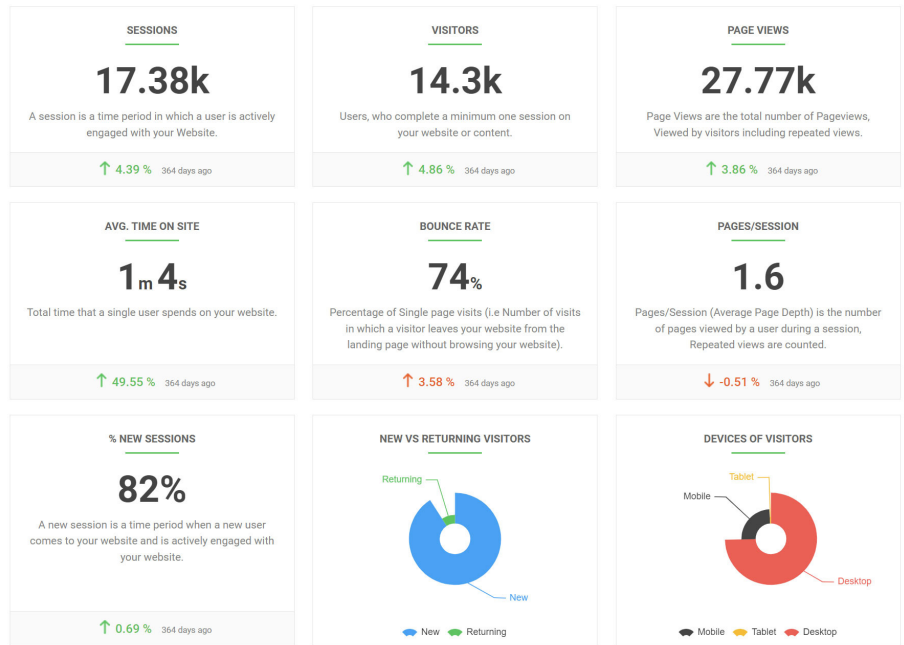 SESSIONS
17.38k
A session is a time period in which a user is actively
engaged with your Website.
↑ 4.39 % 364 days ago
VISITORS
14.3k
Users, who complete a minimum one session on
your website or content.
↑ 4.86 % 364 days ago
PAGE VIEWS
27.77k
Page Views are the total number of Pageviews,
Viewed by visitors including repeated views.
↑ 3.86 % 364 days ago
AVG. TIME ON SITE
1m 4s
Total time that a single user spends on your website.
↑ 49.55 % 364 days ago
BOUNCE RATE
74%
Percentage of Single page visits (i.e Number of visits
in which a visitor leaves your website from the
landing page without browsing your website).
↑ 3.58 % 364 days ago
PAGES/SESSION
1.6
Pages/Session (Average Page Depth) is the number
of pages viewed by a user during a session,
Repeated views are counted.
↓ -0.51 % 364 days ago
% NEW SESSIONS
82%
A new session is a time period when a new user
comes to your website and is actively engaged with
your website.
↑ 0.69 % 364 days ago
NEW VS RETURNING VISITORS
Returning
New
New Returning
DEVICES OF VISITORS
Tablet
Mobile
Desktop
Mobile Tablet Desktop